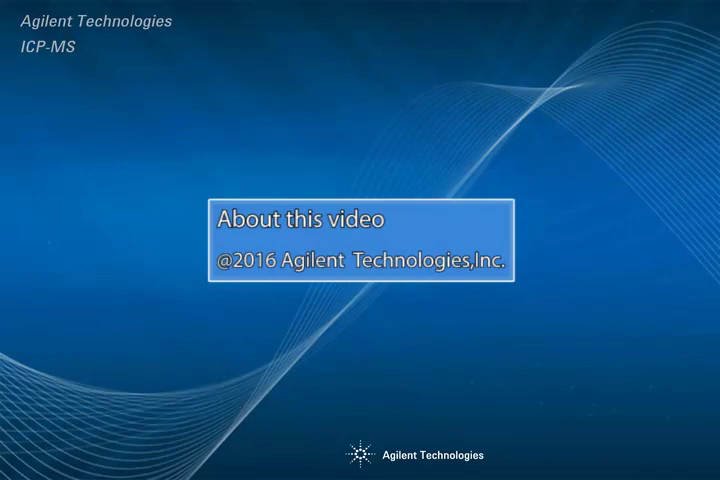 Agilent Technologies
ICP-MS
About this video
@2016 Agilent Technologies,Inc.
Agilent Technologies